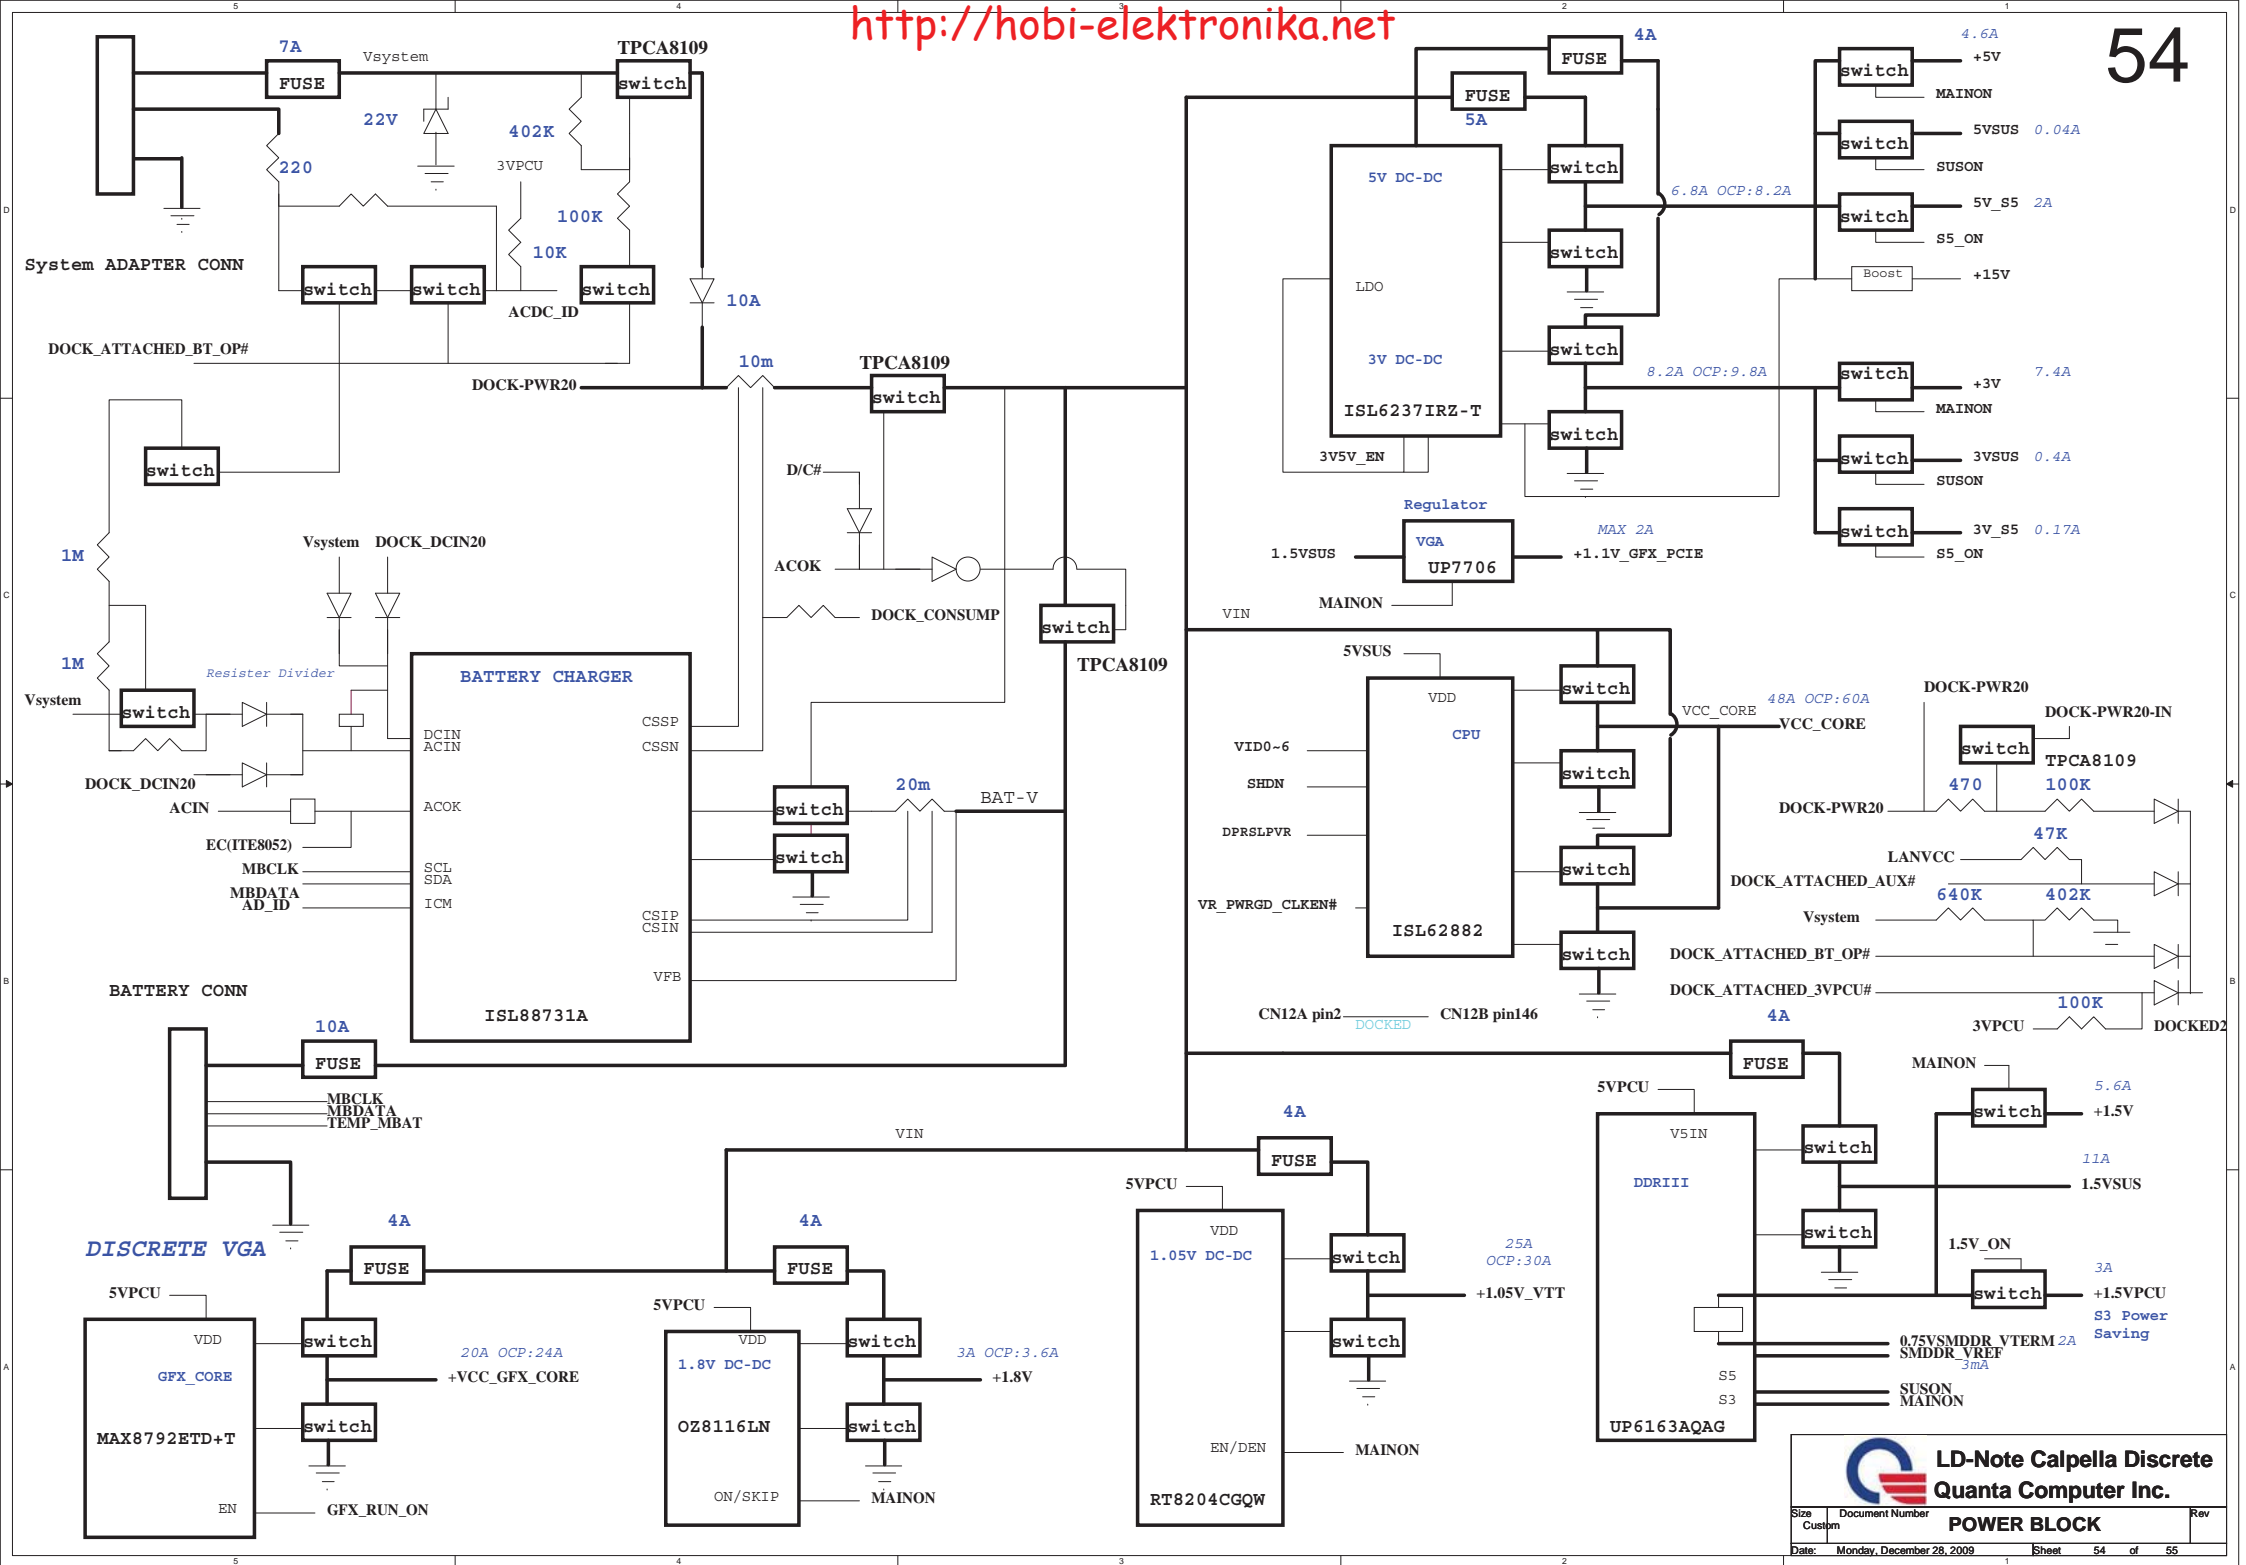 http://hobi-elektronika.net
54
5 4 3 2 1
7A
FUSE
Vsystem
TPCA8109
switch
22V
402K
220
3VPCU
100K
10K
System ADAPTER CONN
switch
switch
switch
ACDC_ID
10A
DOCK_ATTACHED_BT_OP#
DOCK-PWR20
10m
TPCA8109
switch
switch
D/C#
ACOK
DOCK_CONSUMP
switch
TPCA8109
1M
Vsystem DOCK_DCIN20
1M
Resister Divider
Vsystem
switch
DOCK_DCIN20
ACIN
EC(ITE8052)
MBCLK
MBDATA
AD_ID
BATTERY CHARGER
DCIN
ACIN
ACOK
SCL
SDA
ICM
CSSP
CSSN
CSIP
CSIN
VFB
ISL88731A
switch
switch
20m
BAT-V
BATTERY CONN
10A
FUSE
MBCLK
MBDATA
TEMP_MBAT
4A
FUSE
FUSE
5A
5V DC-DC
LDO
3V DC-DC
ISL6237IRZ-T
3V5V_EN
switch
switch
switch
switch
6.8A OCP:8.2A
8.2A OCP:9.8A
4.6A
switch
+5V
MAINON
switch
5VSUS 0.04A
SUSON
switch
5V_S5 2A
S5_ON
Boost
+15V
switch
+3V
7.4A
MAINON
switch
3VSUS 0.4A
SUSON
switch
3V_S5 0.17A
S5_ON
Regulator
1.5VSUS
VGA
UP7706
MAX 2A
+1.1V_GFX_PCIE
MAINON
VIN
5VSUS
VDD
CPU
VID0~6
SHDN
DPRSLPVR
VR_PWRGD_CLKEN#
ISL62882
switch
switch
switch
switch
VCC_CORE
48A OCP:60A
VCC_CORE
CN12A pin2
DOCKED
CN12B pin146
DOCK-PWR20
DOCK-PWR20-IN
switch
TPCA8109
DOCK-PWR20
470
100K
47K
LANVCC
DOCK_ATTACHED_AUX#
640K
402K
Vsystem
DOCK_ATTACHED_BT_OP#
DOCK_ATTACHED_3VPCU#
100K
3VPCU
DOCKED2
4A
FUSE
5VPCU
V5IN
DDRIII
S5
S3
UP6163AQAG
switch
switch
MAINON
5.6A
switch
+1.5V
11A
1.5VSUS
1.5V_ON
3A
switch
+1.5VPCU
S3 Power
Saving
0.75VSMDDR_VTERM 2A
SMDDR_VREF
3mA
SUSON
MAINON
VIN
4A
FUSE
5VPCU
VDD
1.05V DC-DC
EN/DEN
MAINON
RT8204CGQW
switch
switch
25A
OCP:30A
+1.05V_VTT
DISCRETE VGA
4A
FUSE
5VPCU
VDD
GFX_CORE
MAX8792ETD+T
EN
GFX_RUN_ON
switch
switch
20A OCP:24A
+VCC_GFX_CORE
4A
FUSE
5VPCU
VDD
1.8V DC-DC
OZ8116LN
ON/SKIP
MAINON
switch
switch
3A OCP:3.6A
+1.8V
LD-Note Calpella Discrete
Quanta Computer Inc.
Size
Custom
Document Number
POWER BLOCK
Rev
Date: Monday, December 28, 2009
Sheet 54 of 55
D D
C C
B B
A A
5 4 3 2 1